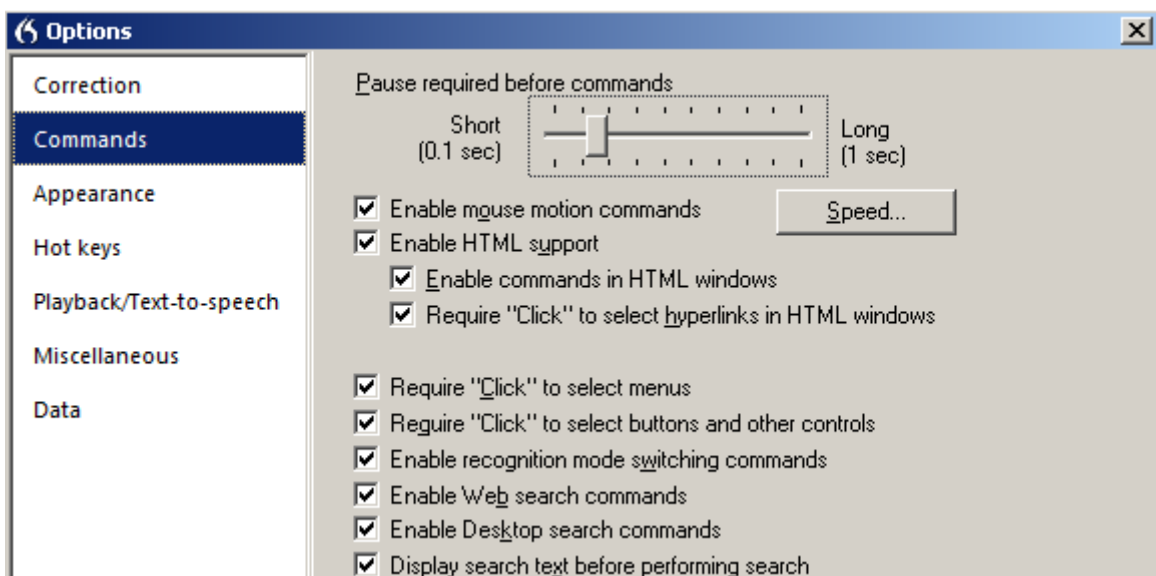 Options
Correction
Commands
Appearance
Hot keys
Playback/Text-to-speech
Miscellaneous
Data
Pause required before commands
Short
(0.1 sec)
Long
(1 sec)
Enable mouse motion commands
Speed...
Enable HTML support
Enable commands in HTML windows
Require "Click" to select hyperlinks in HTML windows
Require "Click" to select menus
Require "Click" to select buttons and other controls
Enable recognition mode switching commands
Enable Web search commands
Enable Desktop search commands
Display search text before performing search